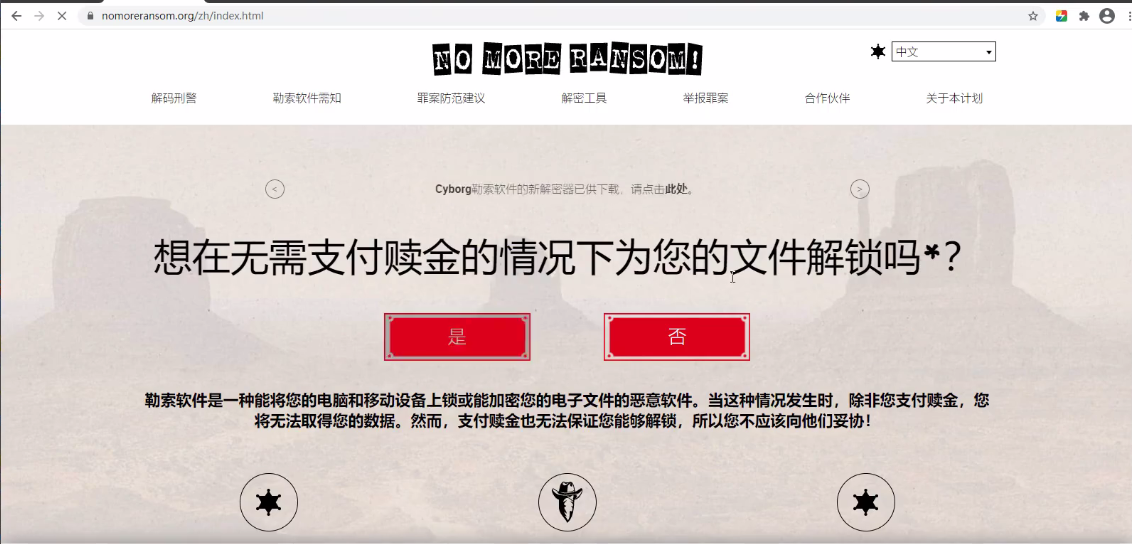 nomoreransom.org/zh/index.html
NO MORE RANSOM!
中文
解码刑警
勒索软件需知
罪案防范建议
解密工具
举报罪案
合作伙伴
关于本计划
<
Cyborg勒索软件的新解密器已供下载，请点击此处。
>
想在无需支付赎金的情况下为您的文件解锁吗*？
是
否
勒索软件是一种能将您的电脑和移动设备上锁或能加密您的电子文件的恶意软件。当这种情况发生时，除非您支付赎金，您
将无法取得您的数据。然而，支付赎金也无法保证您能够解锁，所以您不应该向他们妥协！